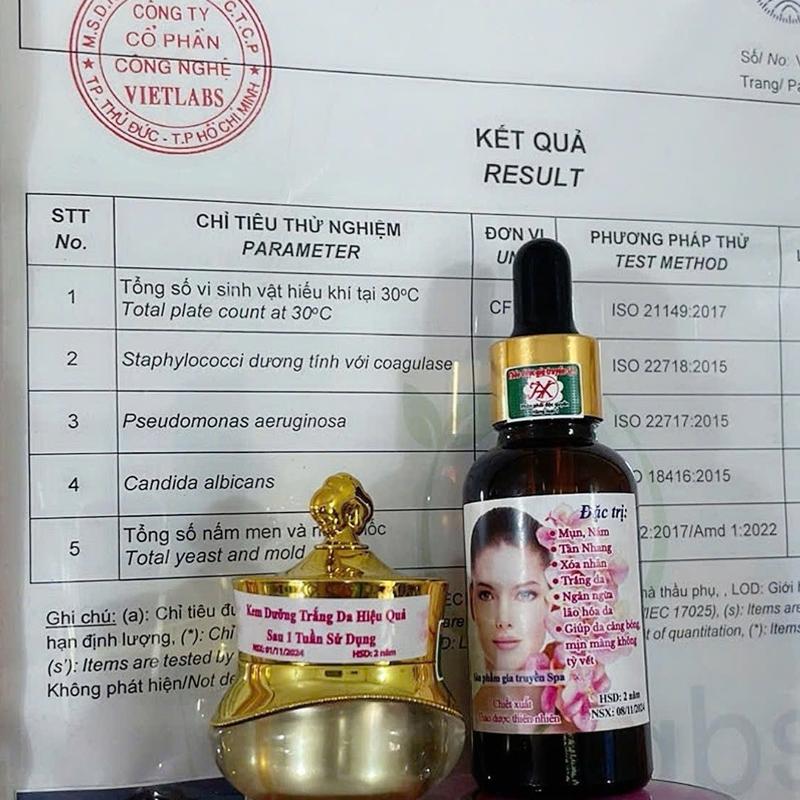 CÔNG TY
CỔ PHẦN
CÔNG NGHỆ
VIETLABS
TP. THỦ ĐỨC - T.P HỒ CHÍ MINH
Số/ No:
Trang/
KẾT QUẢ
RESULT
STT
No.
CHỈ TIÊU THỬ NGHIỆM
PARAMETER
ĐƠN VỊ
PHƯƠNG PHÁP THỬ
TEST METHOD
1
Tổng số vi sinh vật hiếu khí tại 30ºC
Total plate count at 30ºC
ISO 21149:2017
2
Staphylococci dương tính với coagulase
ISO 22718:2015
3
Pseudomonas aeruginosa
ISO 22717:2015
4
Candida albicans
18416:2015
5
Tổng số nấm men và
Total yeast and mold
2:2017/Amd 1:2022
Ghi chú: (a): Chỉ tiêu
nhà thầu phụ, , LOD: Giới
hạn định lượng, (*):
17025), (s): Items are
(s'): Items are tested by
of quantitation, (*):
Không phát hiện/Not
Kem Dưỡng Trắng Da Hiệu Quả
Sau 1 Tuần Sử Dụng
NSX: 01/11/2024 HSD: 2 năm
Đặc trị:
• Mụn, Nám
• Tàn Nhang
• Xóa nhăn
• Trắng da
• Ngăn ngừa
lão hóa da
• Giúp da căng bóng,
mịn màng không
tỳ vết
Sản phẩm gia truyền Spa
Chiết xuất
Thảo dược thiên nhiên
HSD: 2 năm
NSX: 08/11/2024